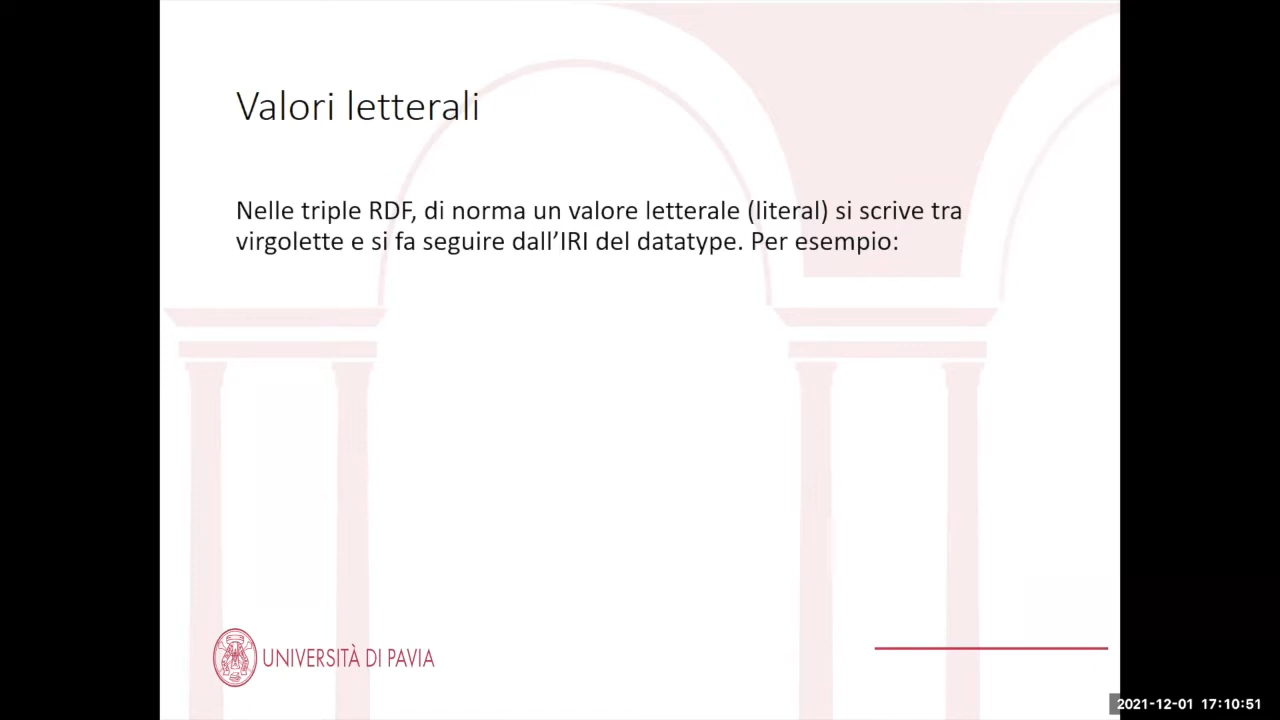 Valori letterali
Nelle triple RDF, di norma un valore letterale (literal) si scrive tra
virgolette e si fa seguire dall’IRI del datatype. Per esempio:
UNIVERSITÀ DI PAVIA
2021-12-01 17:10:51